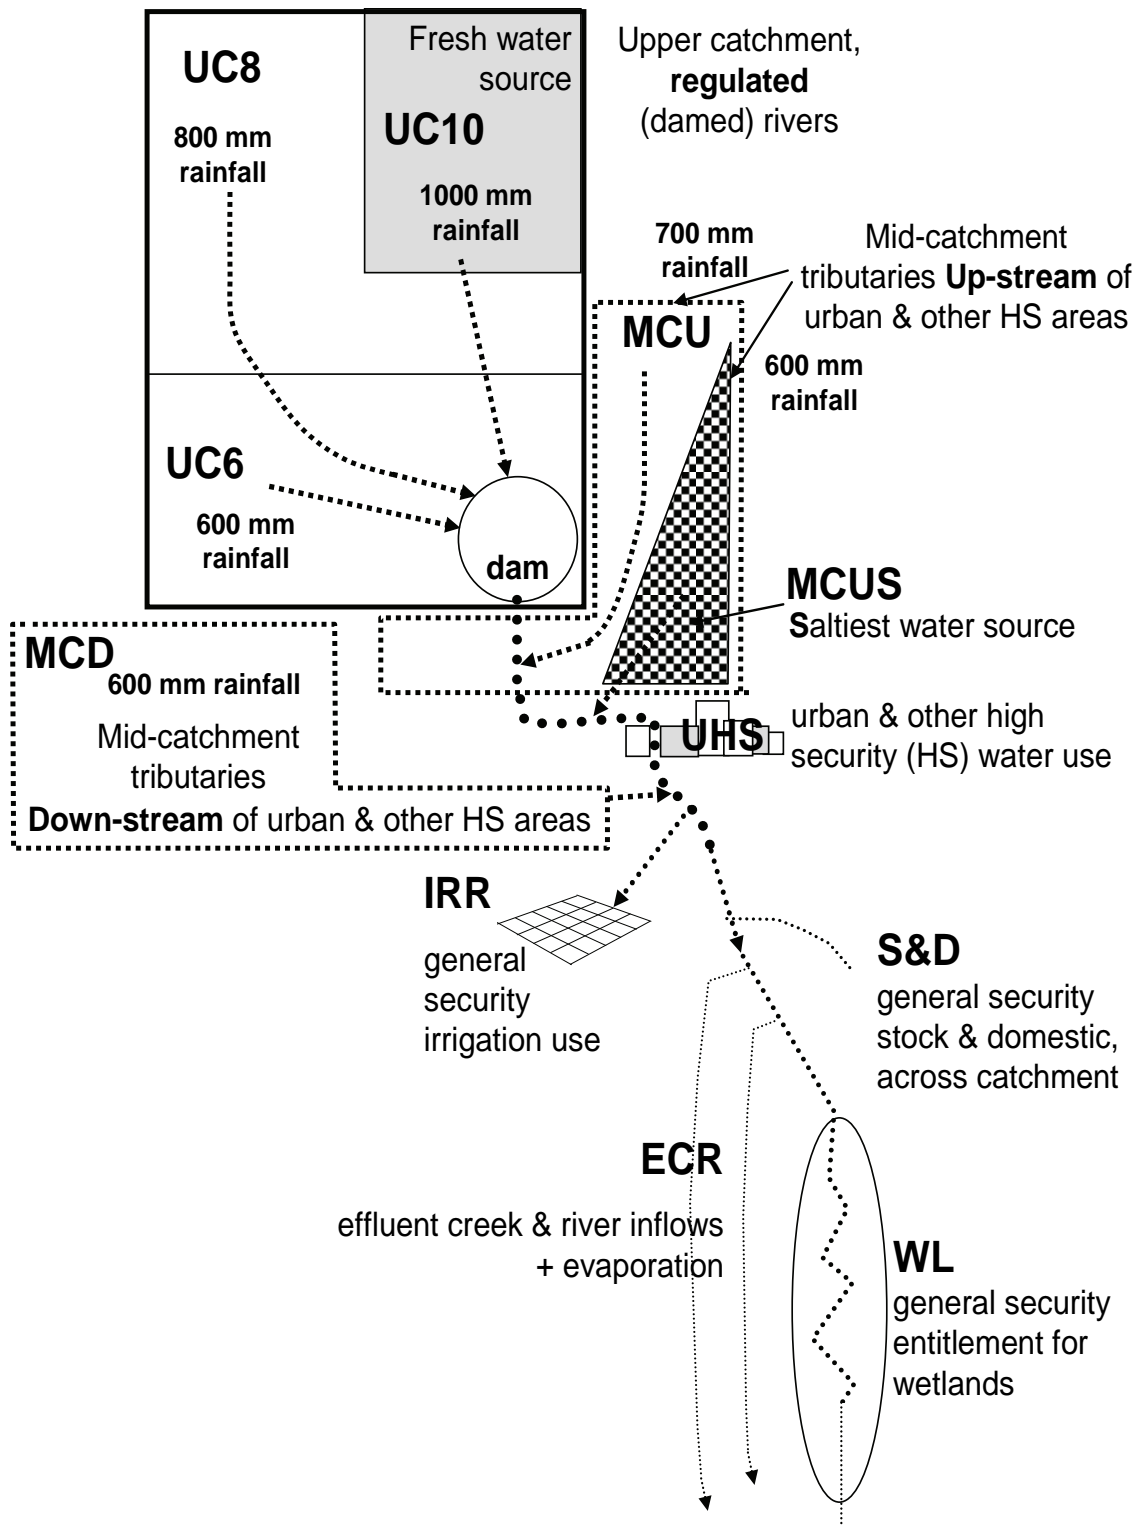 Fresh water
source
UC8
UC10
800 mm
rainfall
1000 mm
rainfall
Upper catchment,
regulated
(damed) rivers
700 mm
rainfall
Mid-catchment
tributaries Up-stream of
urban & other HS areas
MCU
600 mm
rainfall
UC6
600 mm
rainfall
dam
MCUS
Saltiest water source
MCD
600 mm rainfall
Mid-catchment
tributaries
Down-stream of urban & other HS areas
UHS
urban & other high
security (HS) water use
IRR
general
security
irrigation use
S&D
general security
stock & domestic,
across catchment
ECR
effluent creek & river inflows
+ evaporation
WL
general security
entitlement for
wetlands